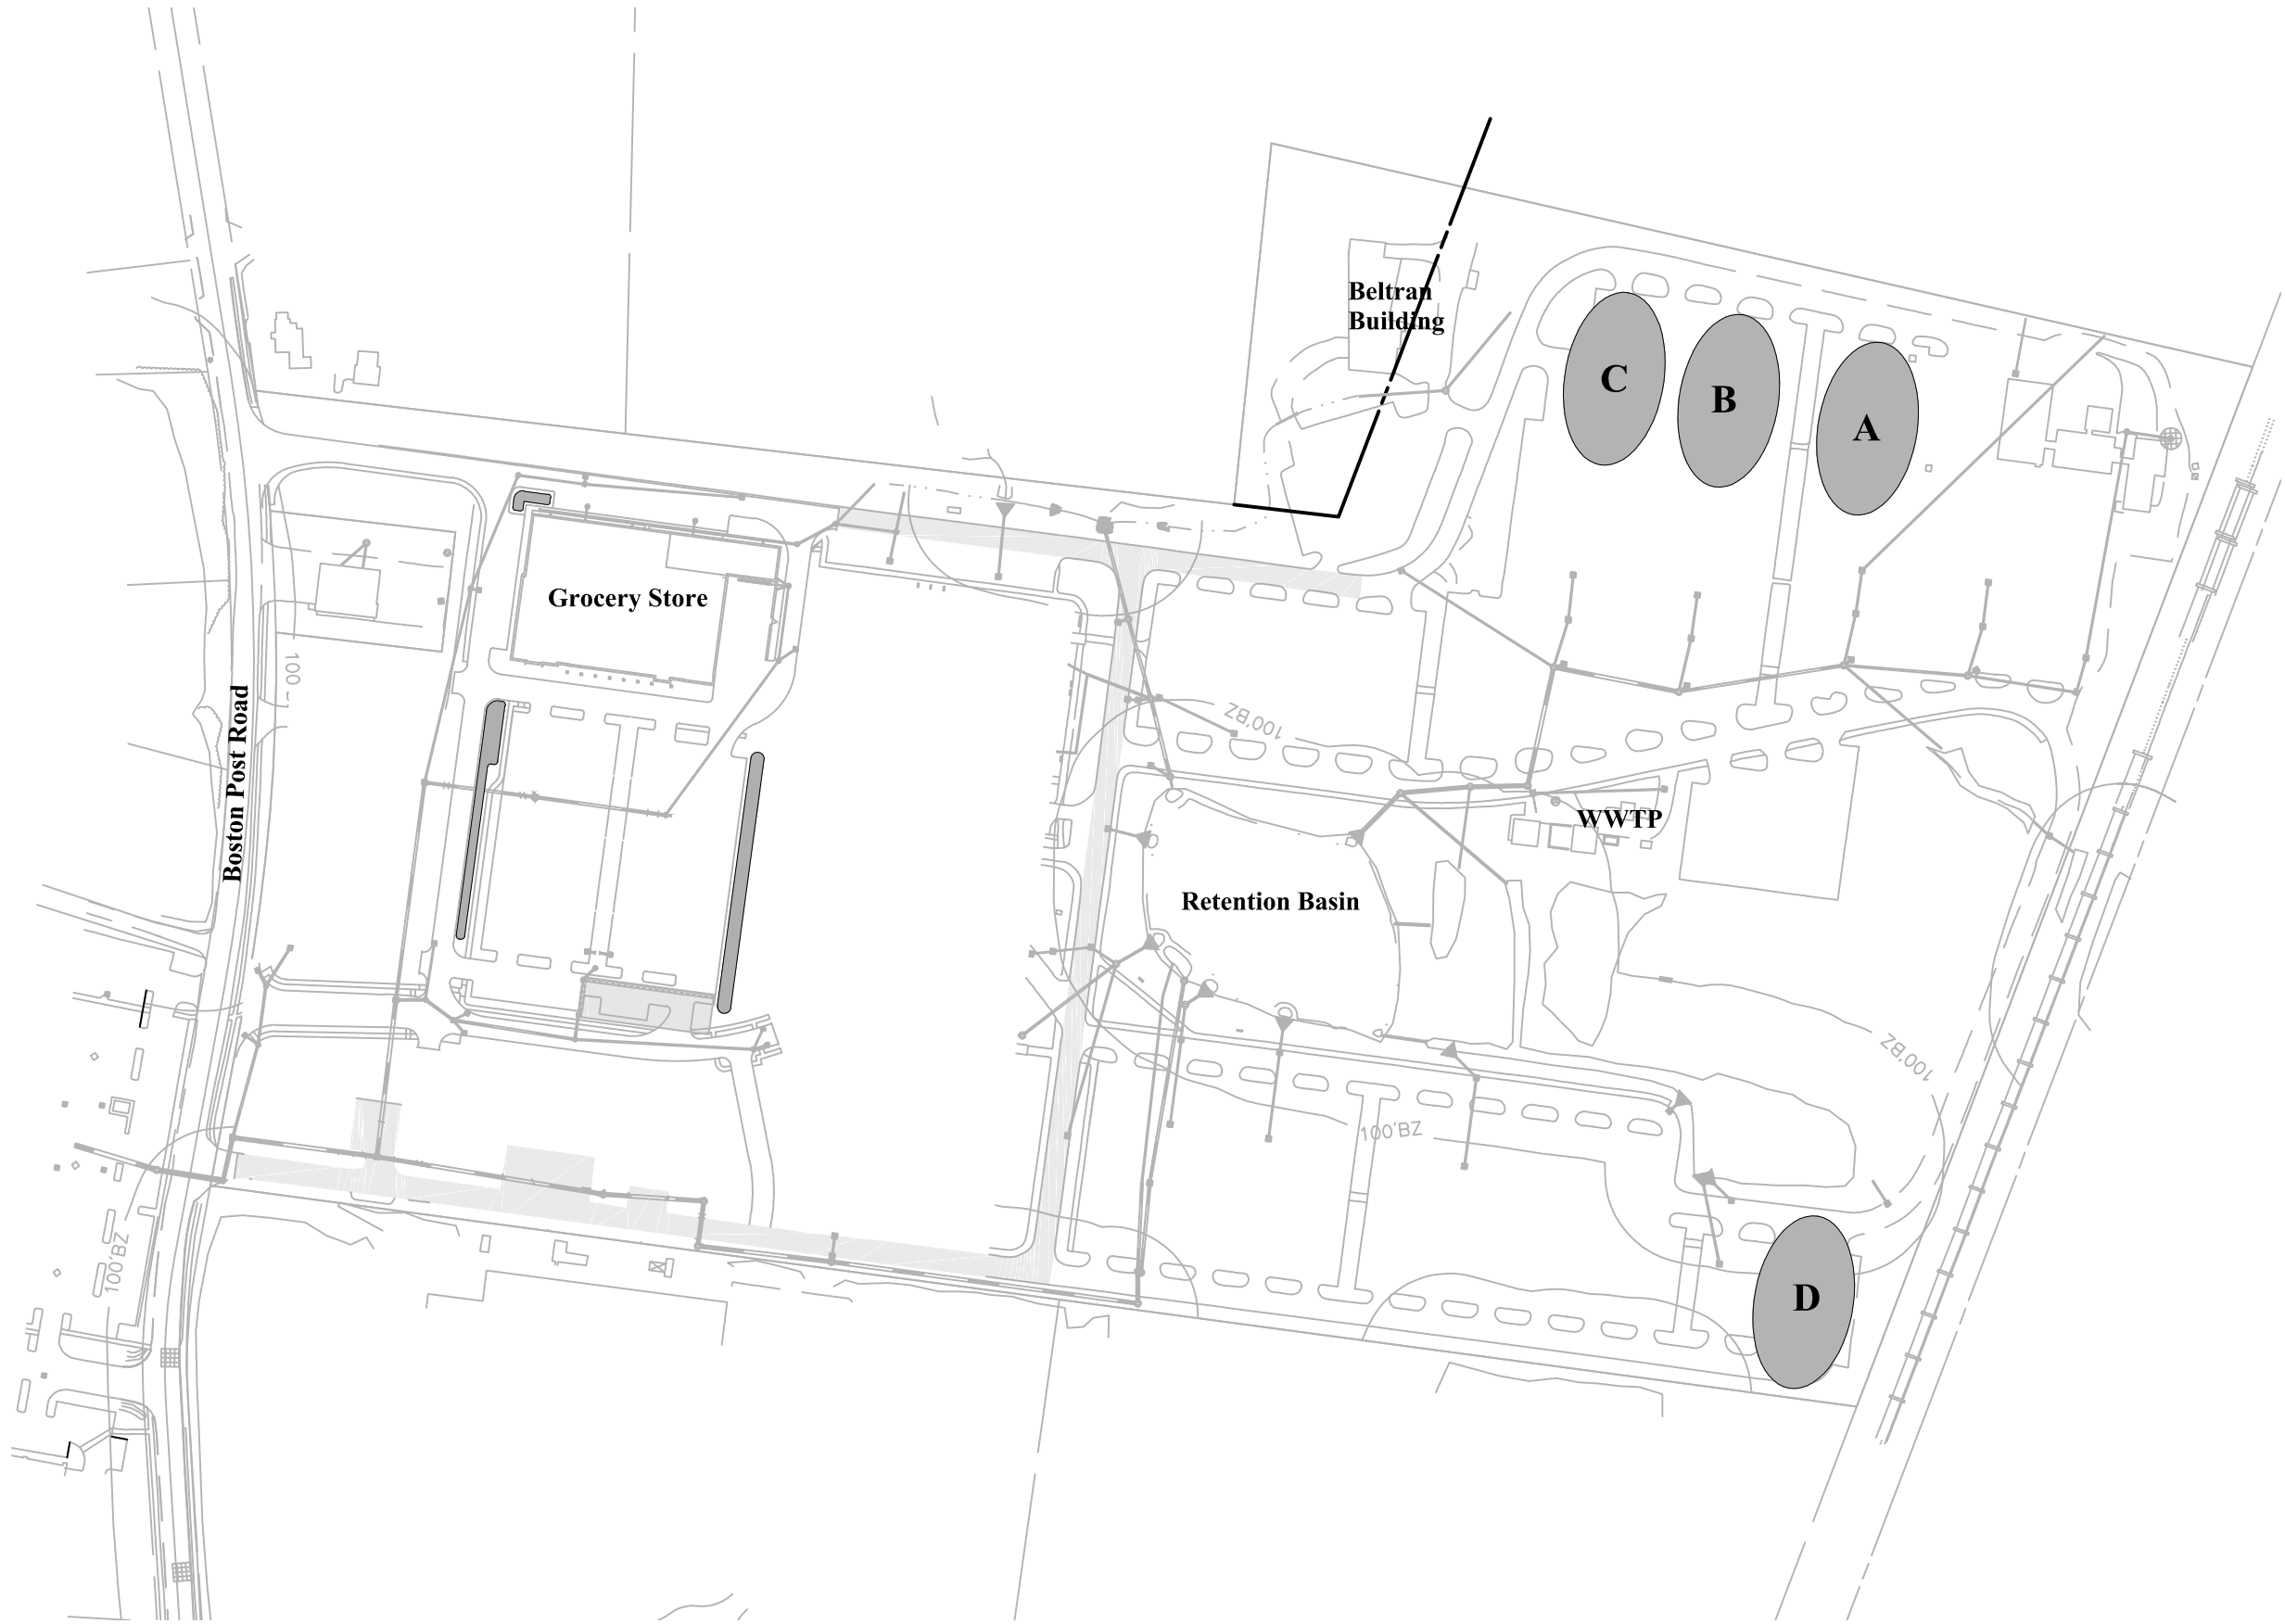 Beltran
Building
C
B
A
Grocery Store
100'
Boston Post Road
100'BZ
WWTP
Retention Basin
100'BZ
100'BZ
100'BZ
D